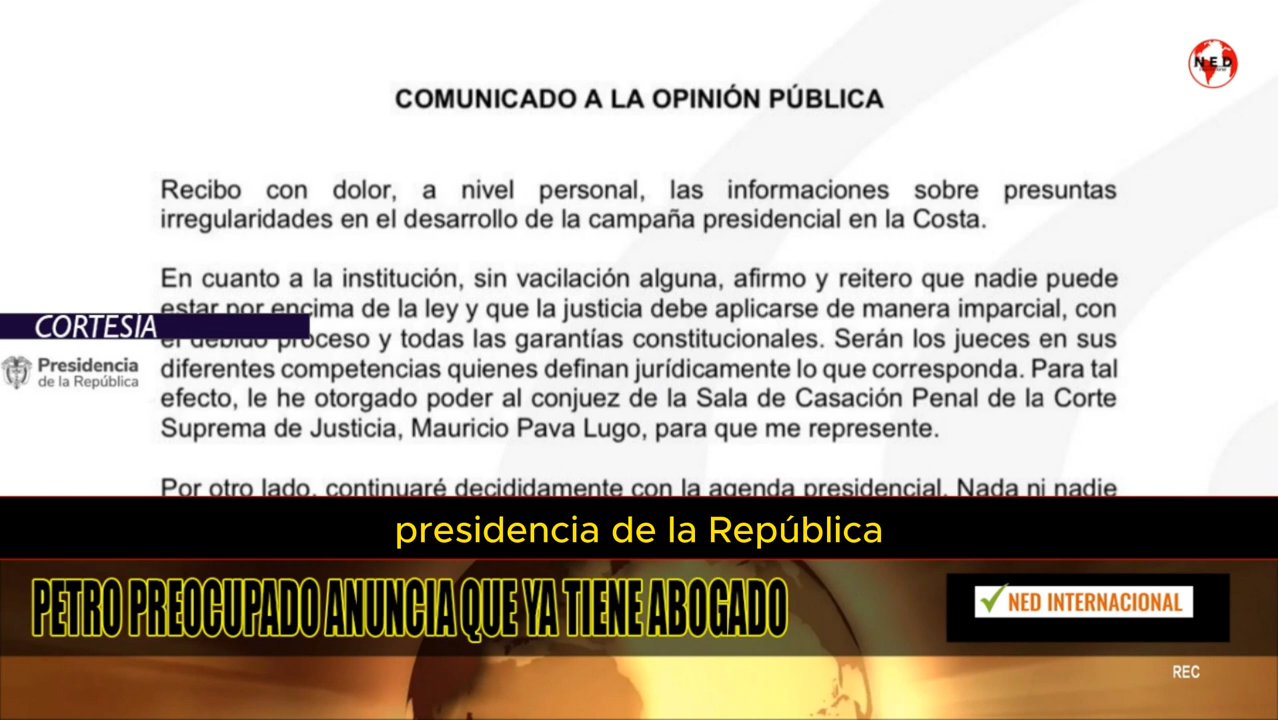 NED
COMUNICADO A LA OPINIÓN PÚBLICA
Recibo con dolor, a nivel personal, las informaciones sobre presuntas
irregularidades en el desarrollo de la campaña presidencial en la Costa.
En cuanto a la institución, sin vacilación alguna, afirmo y reitero que nadie puede
estar por encima de la ley y que la justicia debe aplicarse de manera imparcial, con
el debido proceso y todas las garantías constitucionales. Serán los jueces en sus
diferentes competencias quienes definan jurídicamente lo que corresponda. Para tal
efecto, le he otorgado poder al conjuez de la Sala de Casación Penal de la Corte
Suprema de Justicia, Mauricio Pava Lugo, para que me represente.
Por otro lado, continuaré decididamente con la agenda presidencial. Nada ni nadie
CORTESIA
Presidencia
de la República
presidencia de la República
PETRO PREOCUPADO ANUNCIA QUE YA TIENE ABOGADO
NED INTERNACIONAL
REC